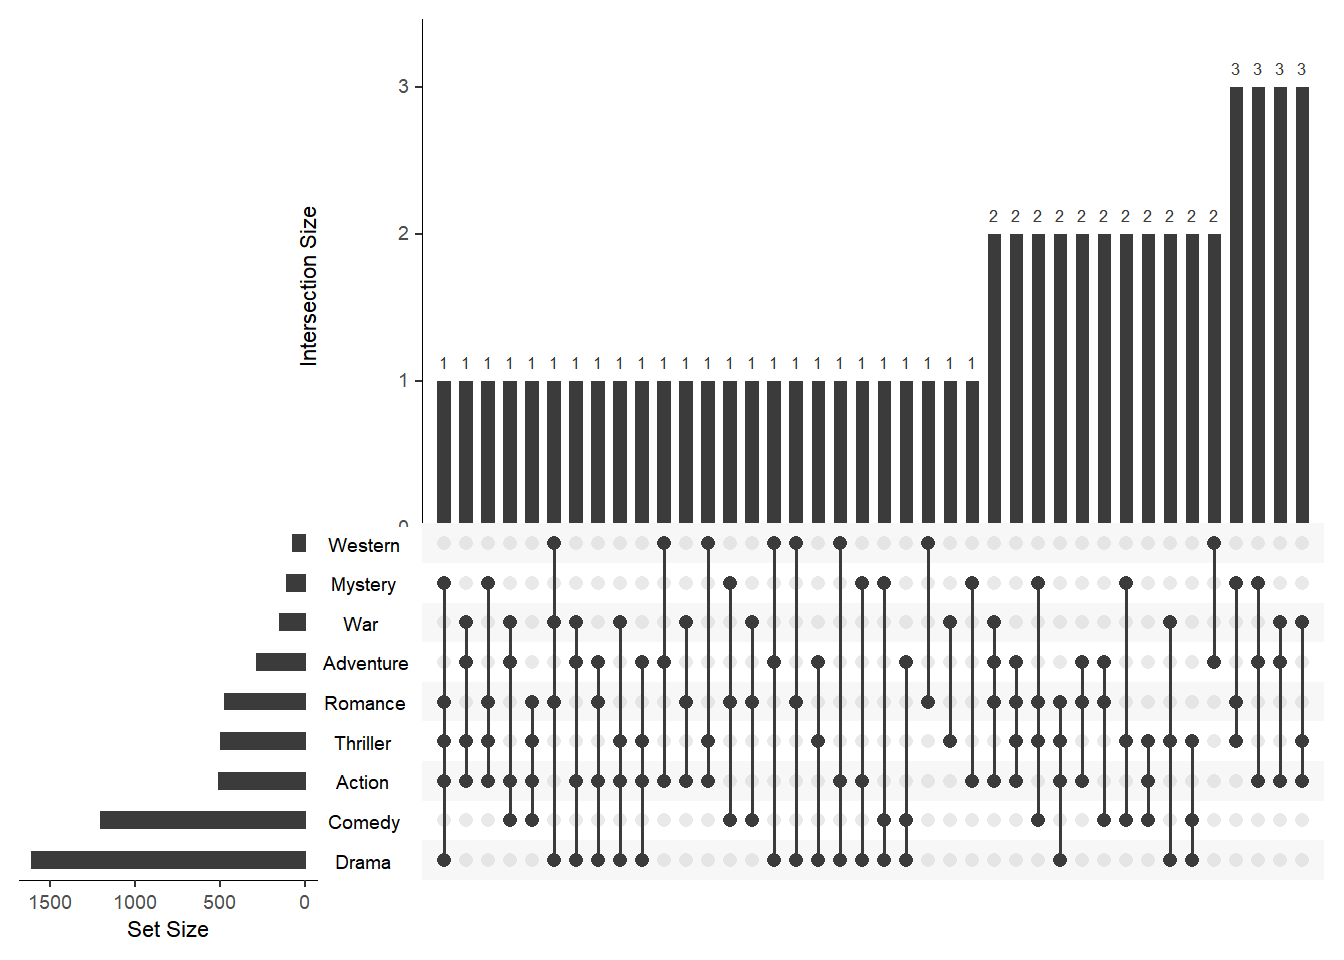 3 3 3 3
3
2 2 2 2 2 2 2 2 2 2 2
2
Intersection Size
1 1 1 1 1 1 1 1 1 1 1 1 1 1 1 1 1 1 1 1 1 1 1 1 1
1
0
Western
Mystery
War
Adventure
Romance
Thriller
Action
Comedy
Drama
1500 1000 500 0
Set Size